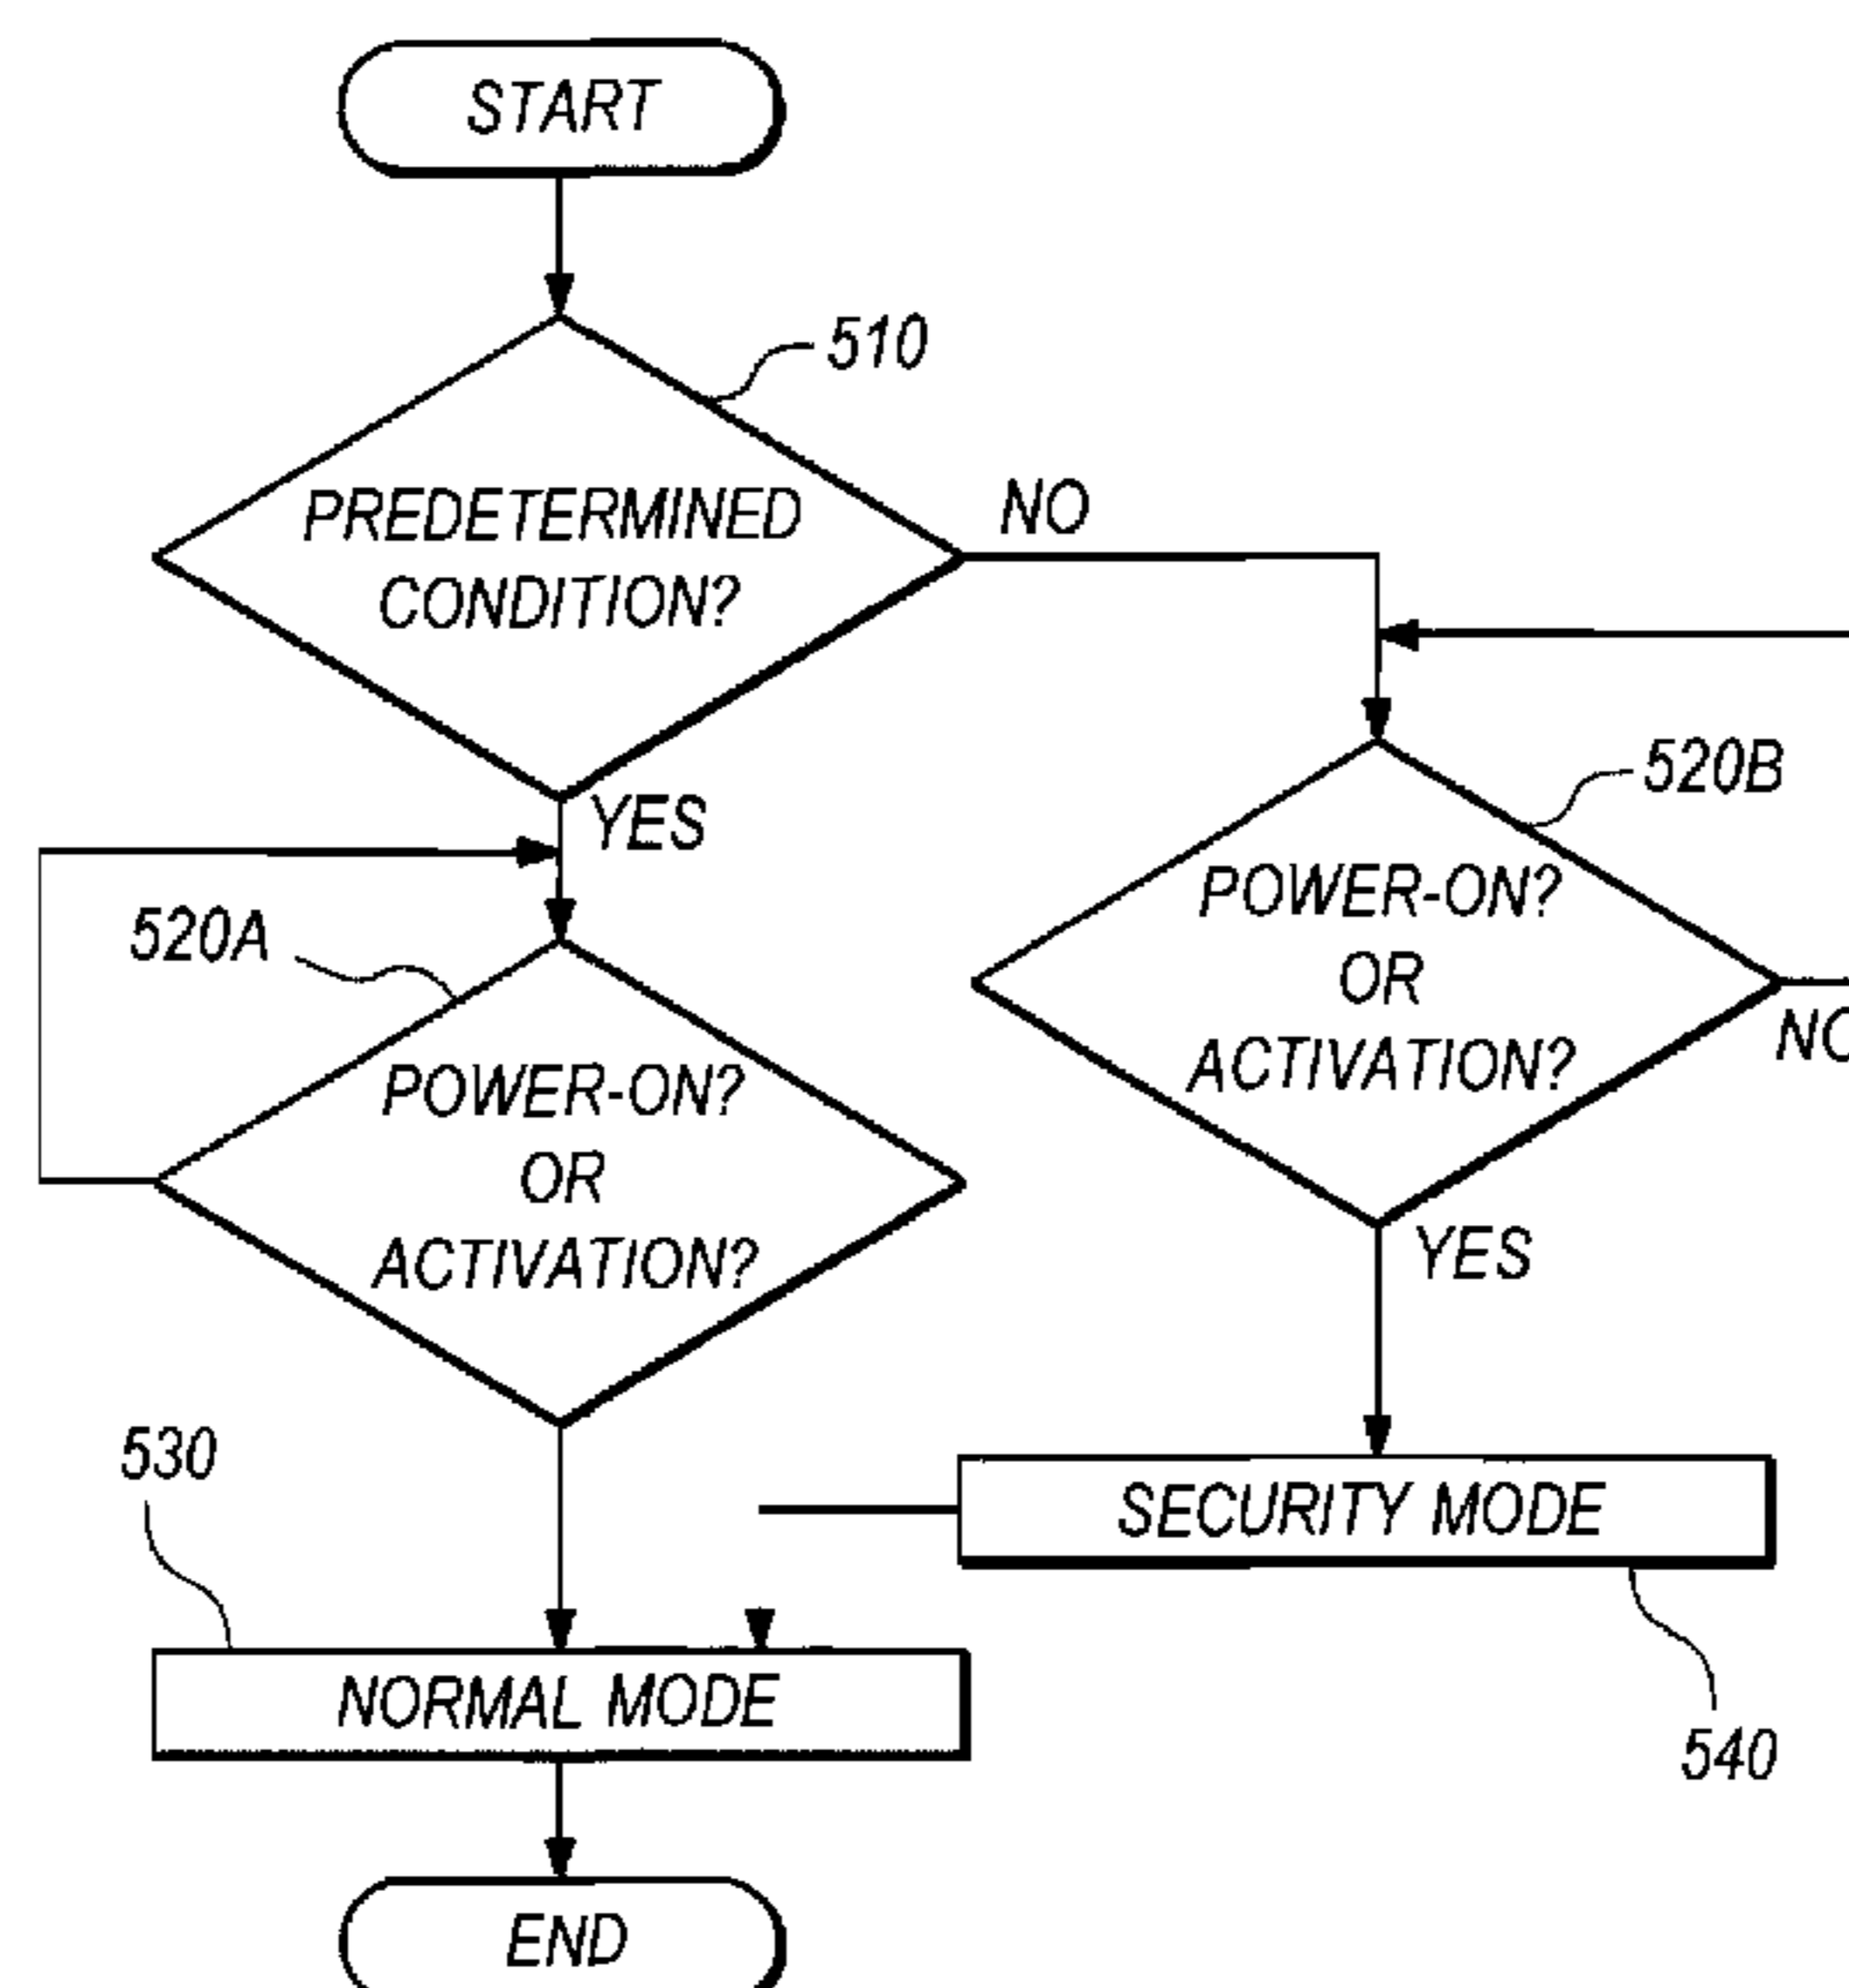 START
510
PREDETERMINED
CONDITION?
NO
YES
520A
POWER-ON?
OR
ACTIVATION?
520B
POWER-ON?
OR
ACTIVATION?
NO
YES
530
SECURITY MODE
540
NORMAL MODE
END